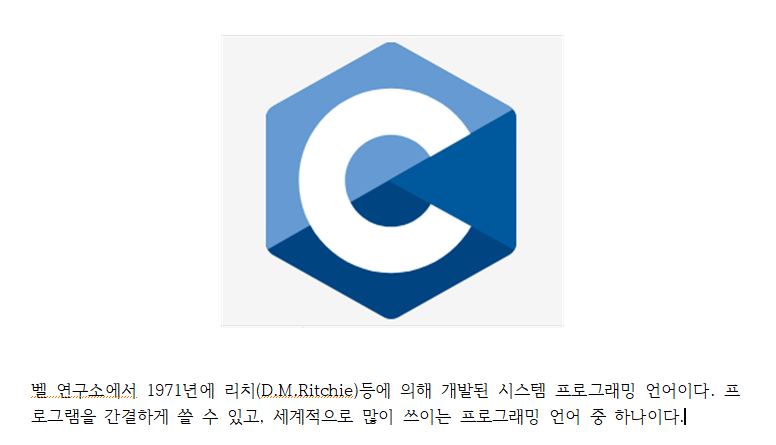 C
벨 연구소에서 1971년에 리치(D.M.Ritchie)등에 의해 개발된 시스템 프로그래밍 언어이다. 프
로그램을 간결하게 쓸 수 있고, 세계적으로 많이 쓰이는 프로그래밍 언어 중 하나이다.